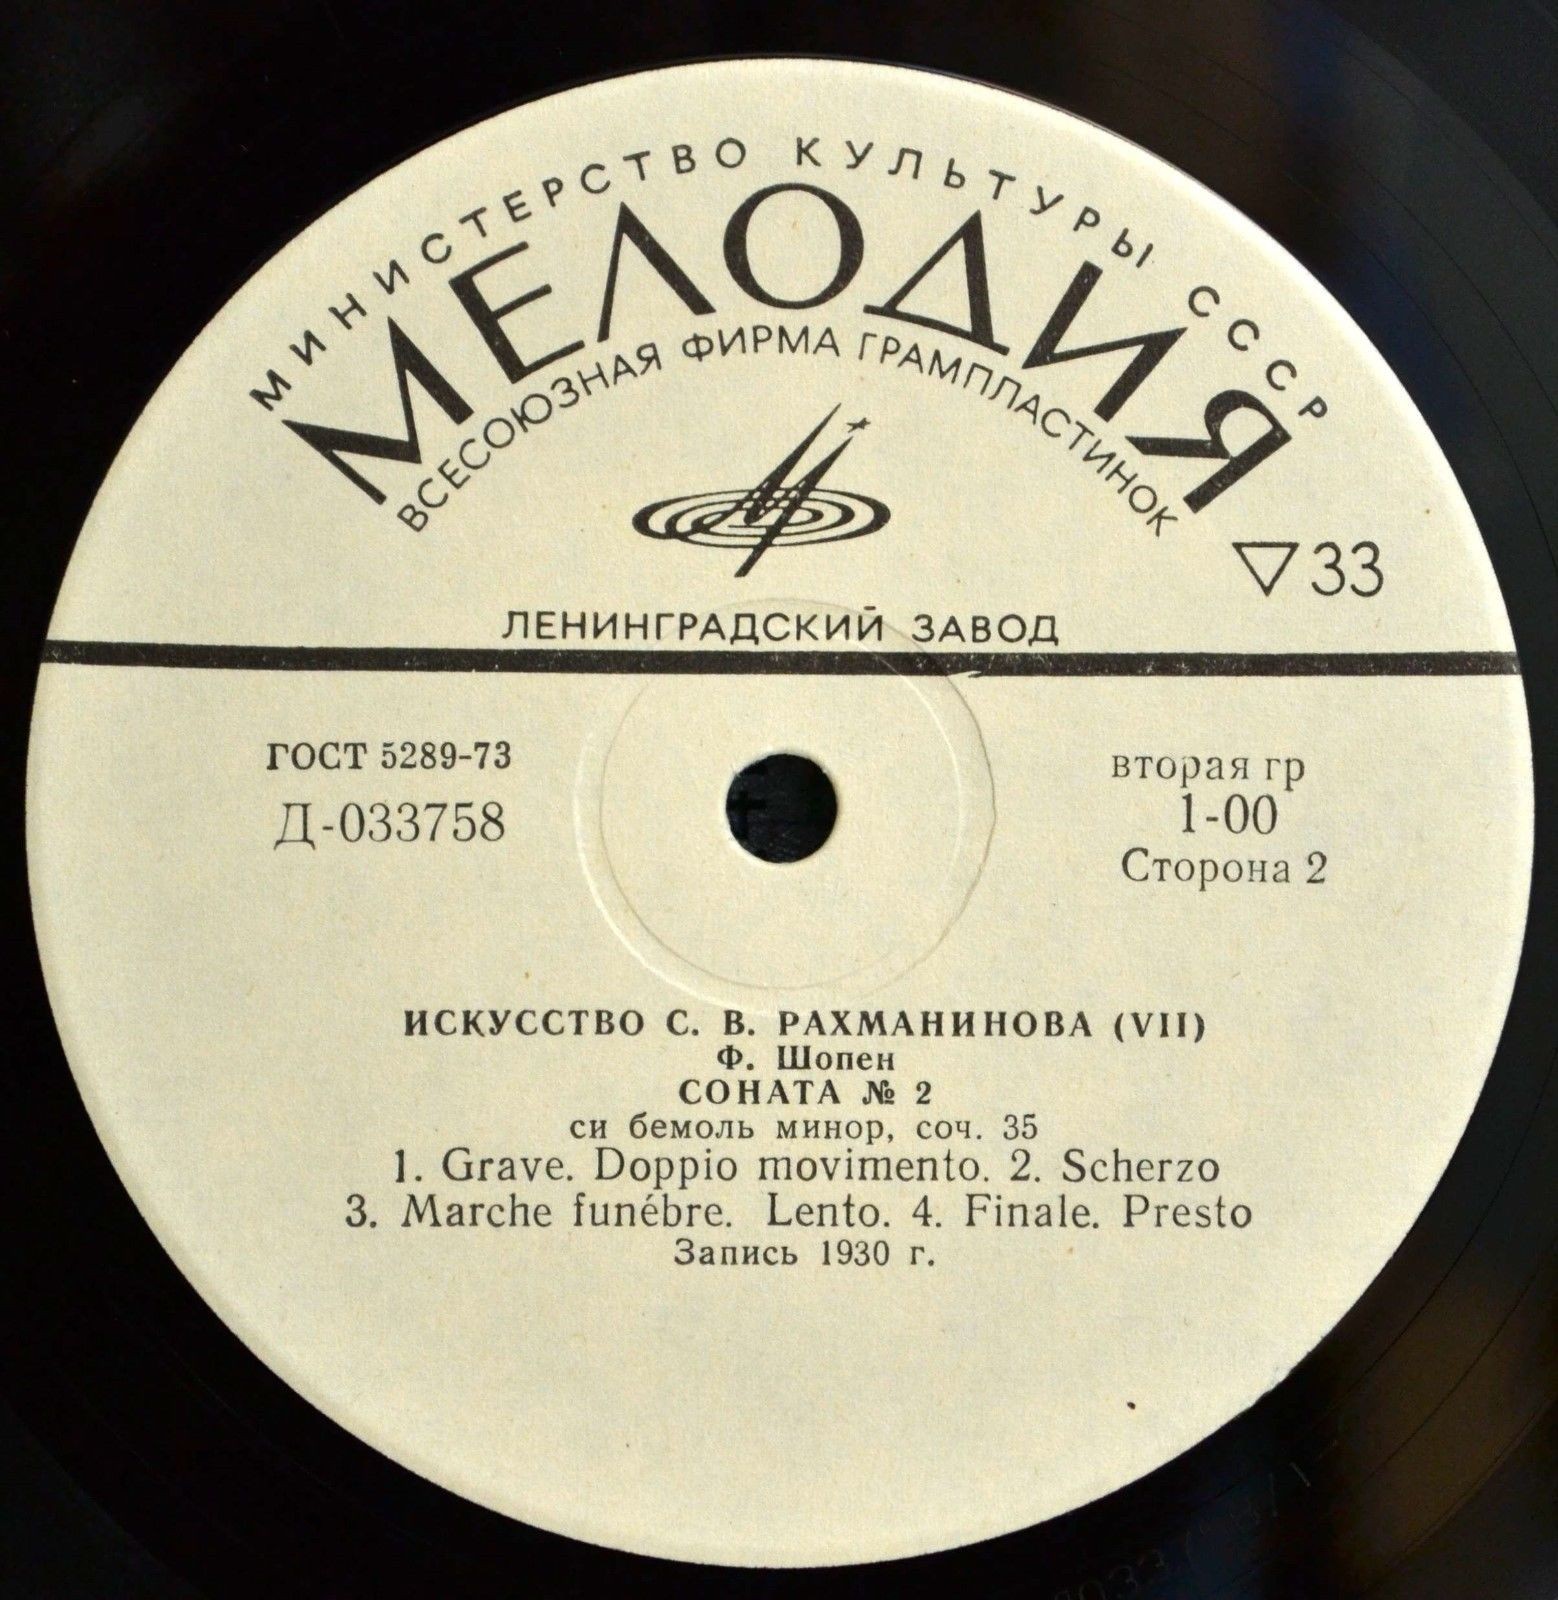 МИНИСТЕРСТВО КУЛЬТУРЫ СССР
МЕЛОДИЯ
ВСЕСОЮЗНАЯ ФИРМА ГРАМПЛАСТИНОК
33
ЛЕНИНГРАДСКИЙ ЗАВОД
ГОСТ 5289-73
Д-033758
вторая гр
1-00
Сторона 2
ИСКУССТВО С. В. РАХМАНИНОВА (VII)
Ф. Шопен
СОНАТА № 2
си бемоль минор, соч. 35
1. Grave. Doppio movimento. 2. Scherzo
3. Marche funébre. Lento. 4. Finale. Presto
Запись 1930 г.